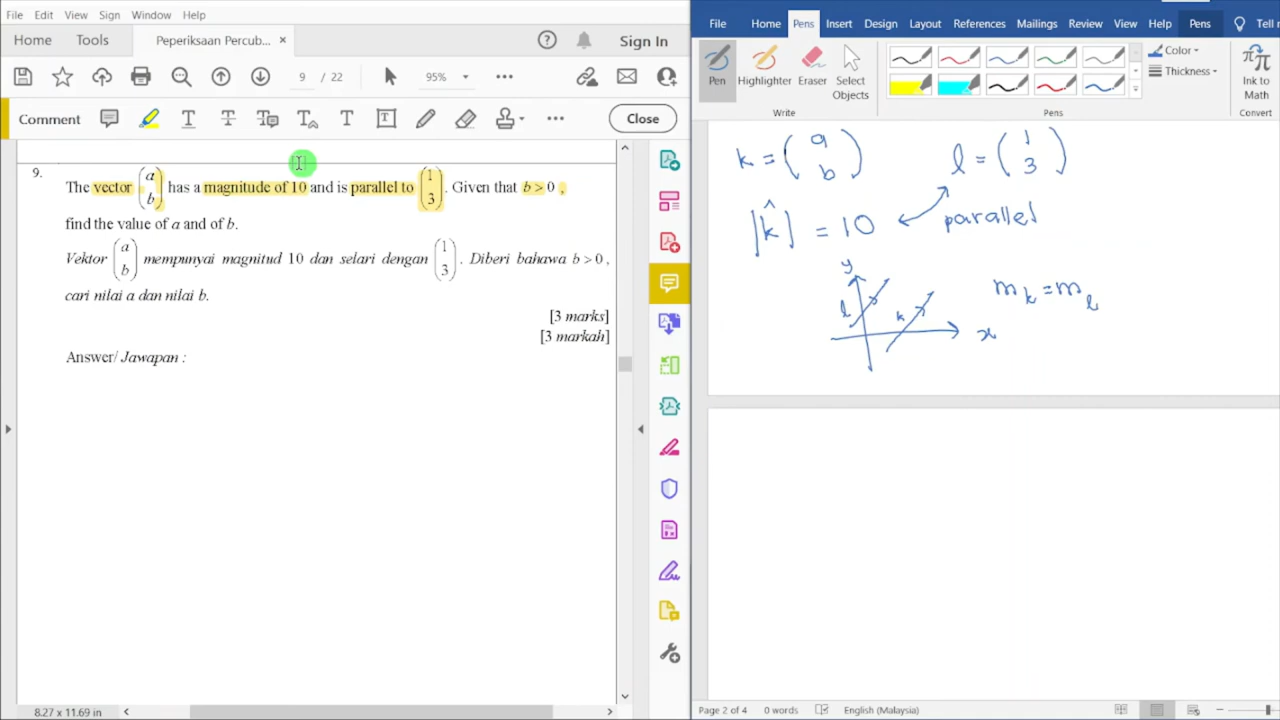 File Edit View Sign Window Help
Home Tools Peperiksaan Percub... × Sign In
9 / 22 95%
Comment Close
9.
The vector (a b) has a magnitude of 10 and is parallel to (1 3). Given that b > 0 ,
find the value of a and of b.
Vektor (a b) mempunyai magnitud 10 dan selari dengan (1 3). Diberi bahawa b > 0 ,
cari nilai a dan nilai b.
[3 marks]
[3 markah]
Answer/ Jawapan :
8.27 x 11.69 in
File Home Pens Insert Design Layout References Mailings Review View Help Pens Tell
Pen Highlighter Eraser Select Objects
Color
Thickness
Ink to Math
Write Pens Convert
k = (a b) l = (1 3)
|k̂| = 10 parallel
y
l k
x
m_k = m_l
Page 2 of 4 0 words English (Malaysia)